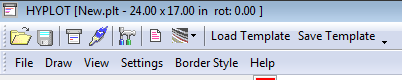 HYPLOT [New.plt - 24.00 x 17.00 in  rot: 0.00 ]
Load Template Save Template
File Draw View Settings Border Style Help